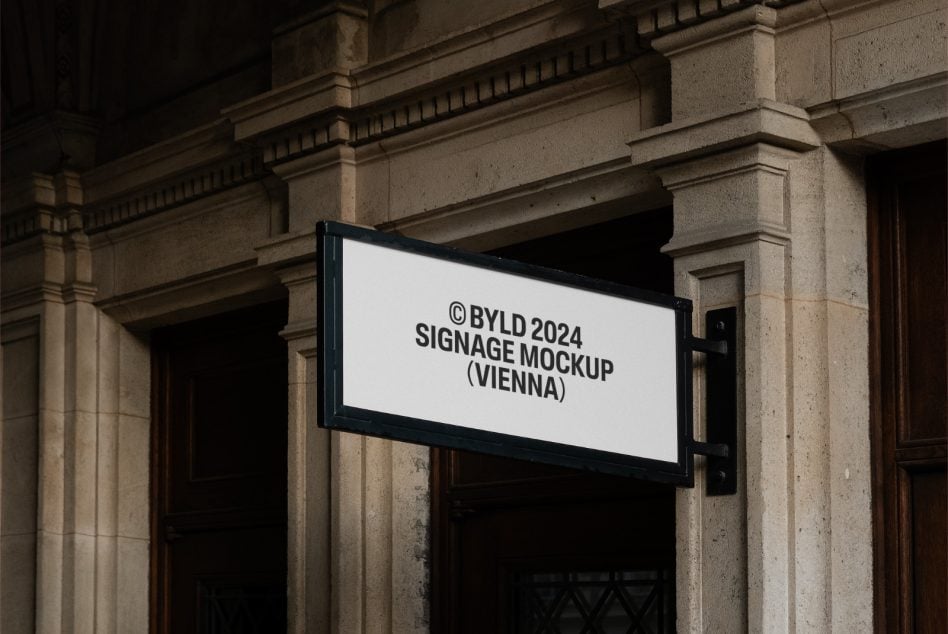 © BYLD 2024
SIGNAGE MOCKUP
(VIENNA)